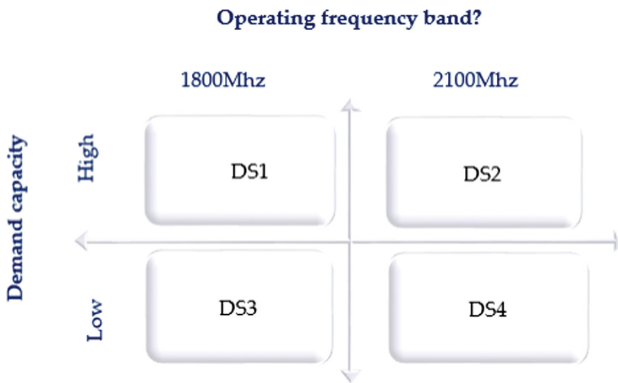 Operating frequency band?
1800Mhz
2100Mhz
Demand capacity
High
DS1
DS2
Low
DS3
DS4